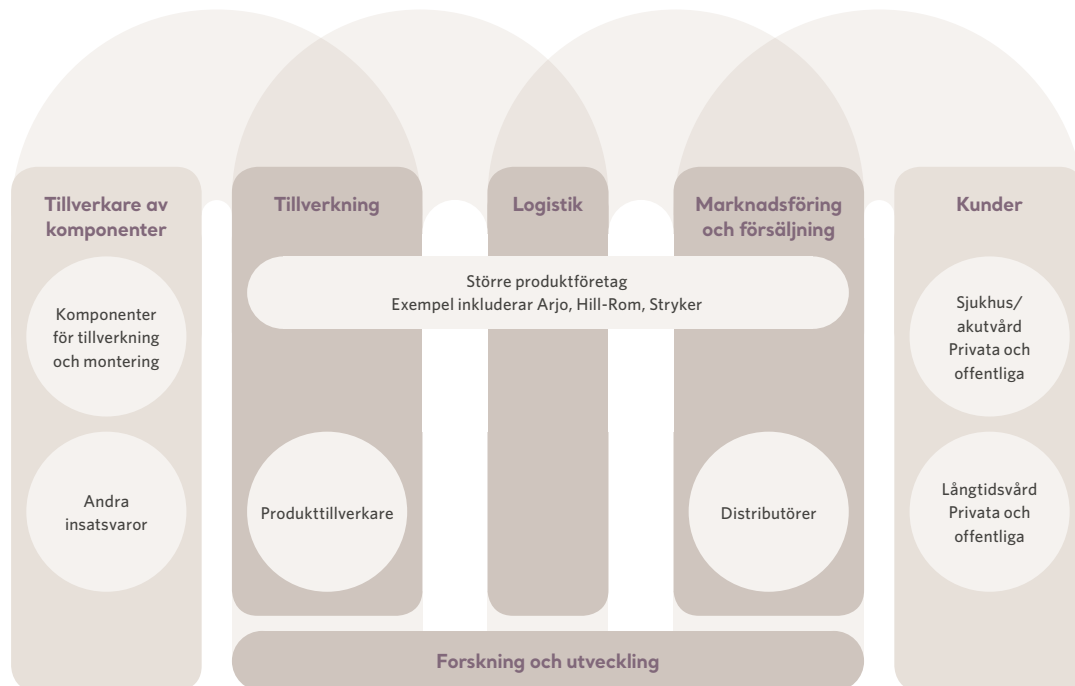 Tillverkare av
komponenter
Komponenter
för tillverkning
och montering
Andra
insatsvaror
Tillverkning
Logistik
Marknadsföring
och försäljning
Större produktföretag
Exempel inkluderar Arjo, Hill-Rom, Stryker
Produkttillverkare
Distributörer
Kunder
Sjukhus/
akutvård
Privata och
offentliga
Långtidsvård
Privata och
offentliga
Forskning och utveckling